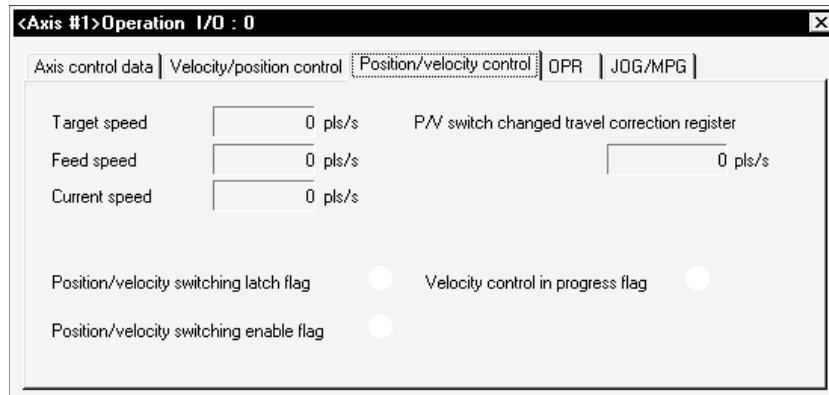 <Axis #1>Operation I/O : 0
Axis control data Velocity/position control Position/velocity control OPR JOG/MPG
Target speed 0 pls/s P/V switch changed travel correction register
Feed speed 0 pls/s 0 pls/s
Current speed 0 pls/s
Position/velocity switching latch flag Velocity control in progress flag
Position/velocity switching enable flag